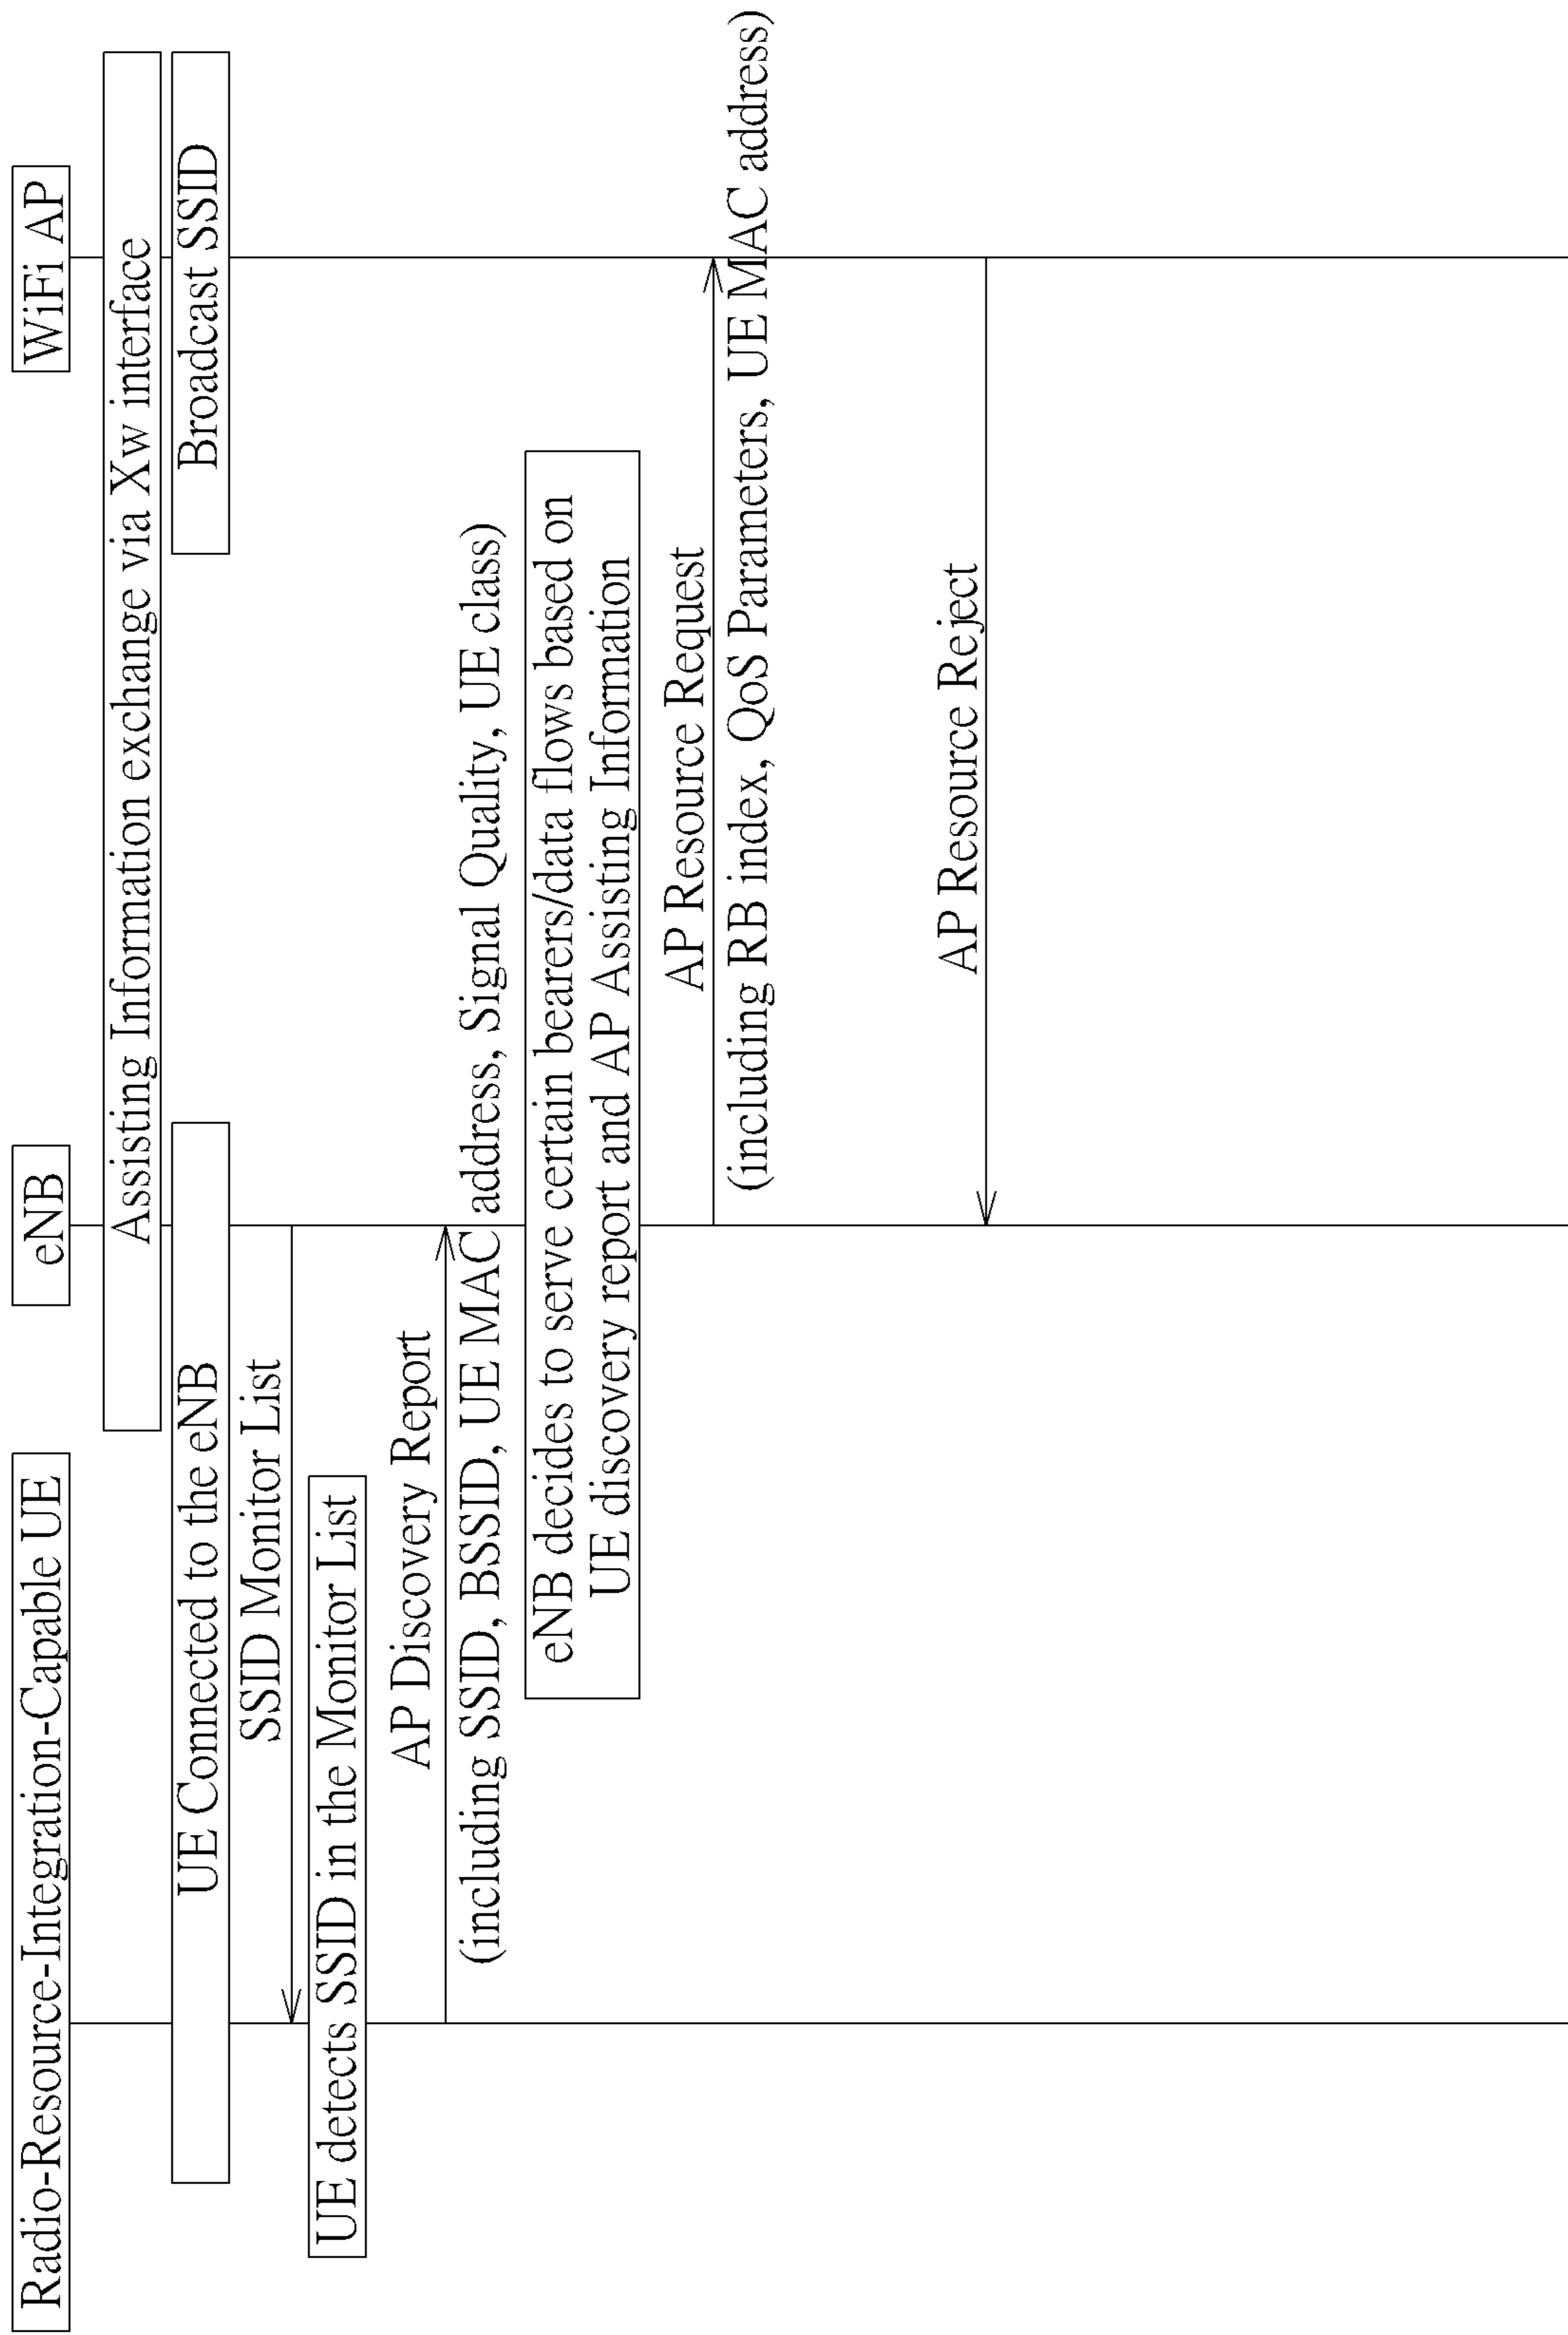 Radio-Resource-Integration-Capable UE
eNB
WiFi AP
Assisting Information exchange via Xw interface
UE Connected to the eNB
Broadcast SSID
SSID Monitor List
UE detects SSID in the Monitor List
AP Discovery Report
(including SSID, BSSID, UE MAC address, Signal Quality, UE class)
eNB decides to serve certain bearers/data flows based on
UE discovery report and AP Assisting Information
AP Resource Request
(including RB index, QoS Parameters, UE MAC address)
AP Resource Reject